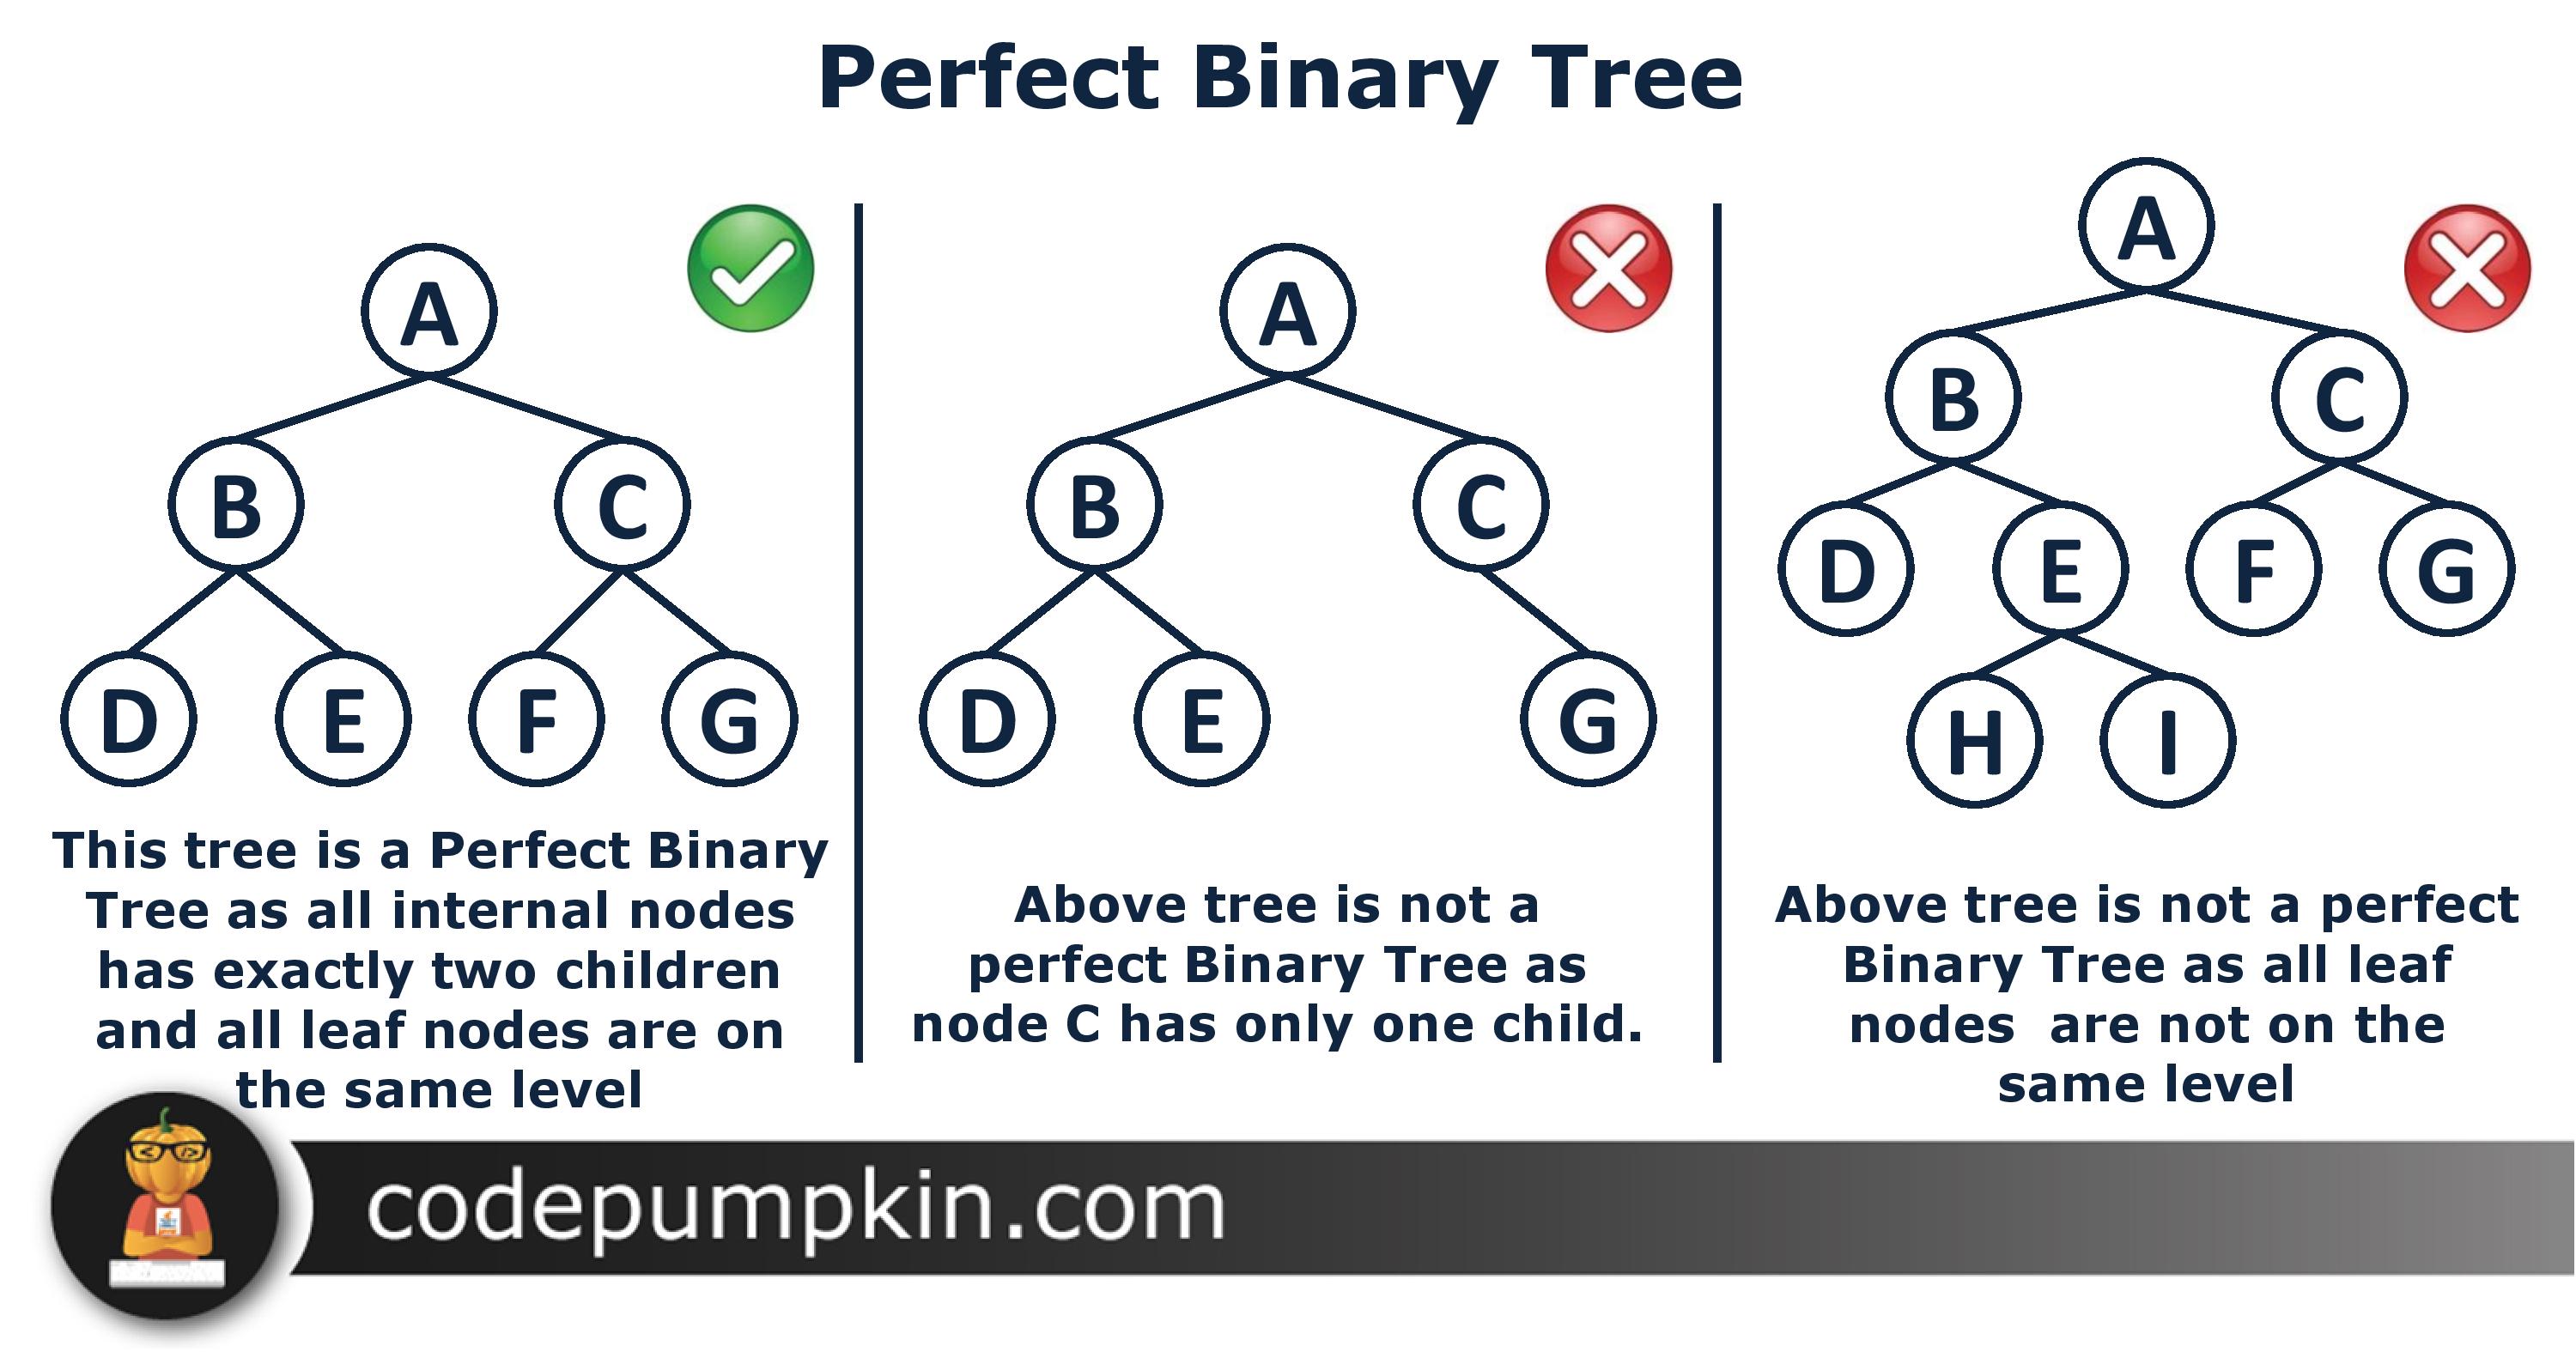 Perfect Binary Tree
A
B
C
D
E
F
G
This tree is a Perfect Binary
Tree as all internal nodes
has exactly two children
and all leaf nodes are on
the same level
A
B
C
D
E
G
Above tree is not a
perfect Binary Tree as
node C has only one child.
A
B
C
D
E
F
G
H
I
Above tree is not a perfect
Binary Tree as all leaf
nodes are not on the
same level
codepumpkin.com